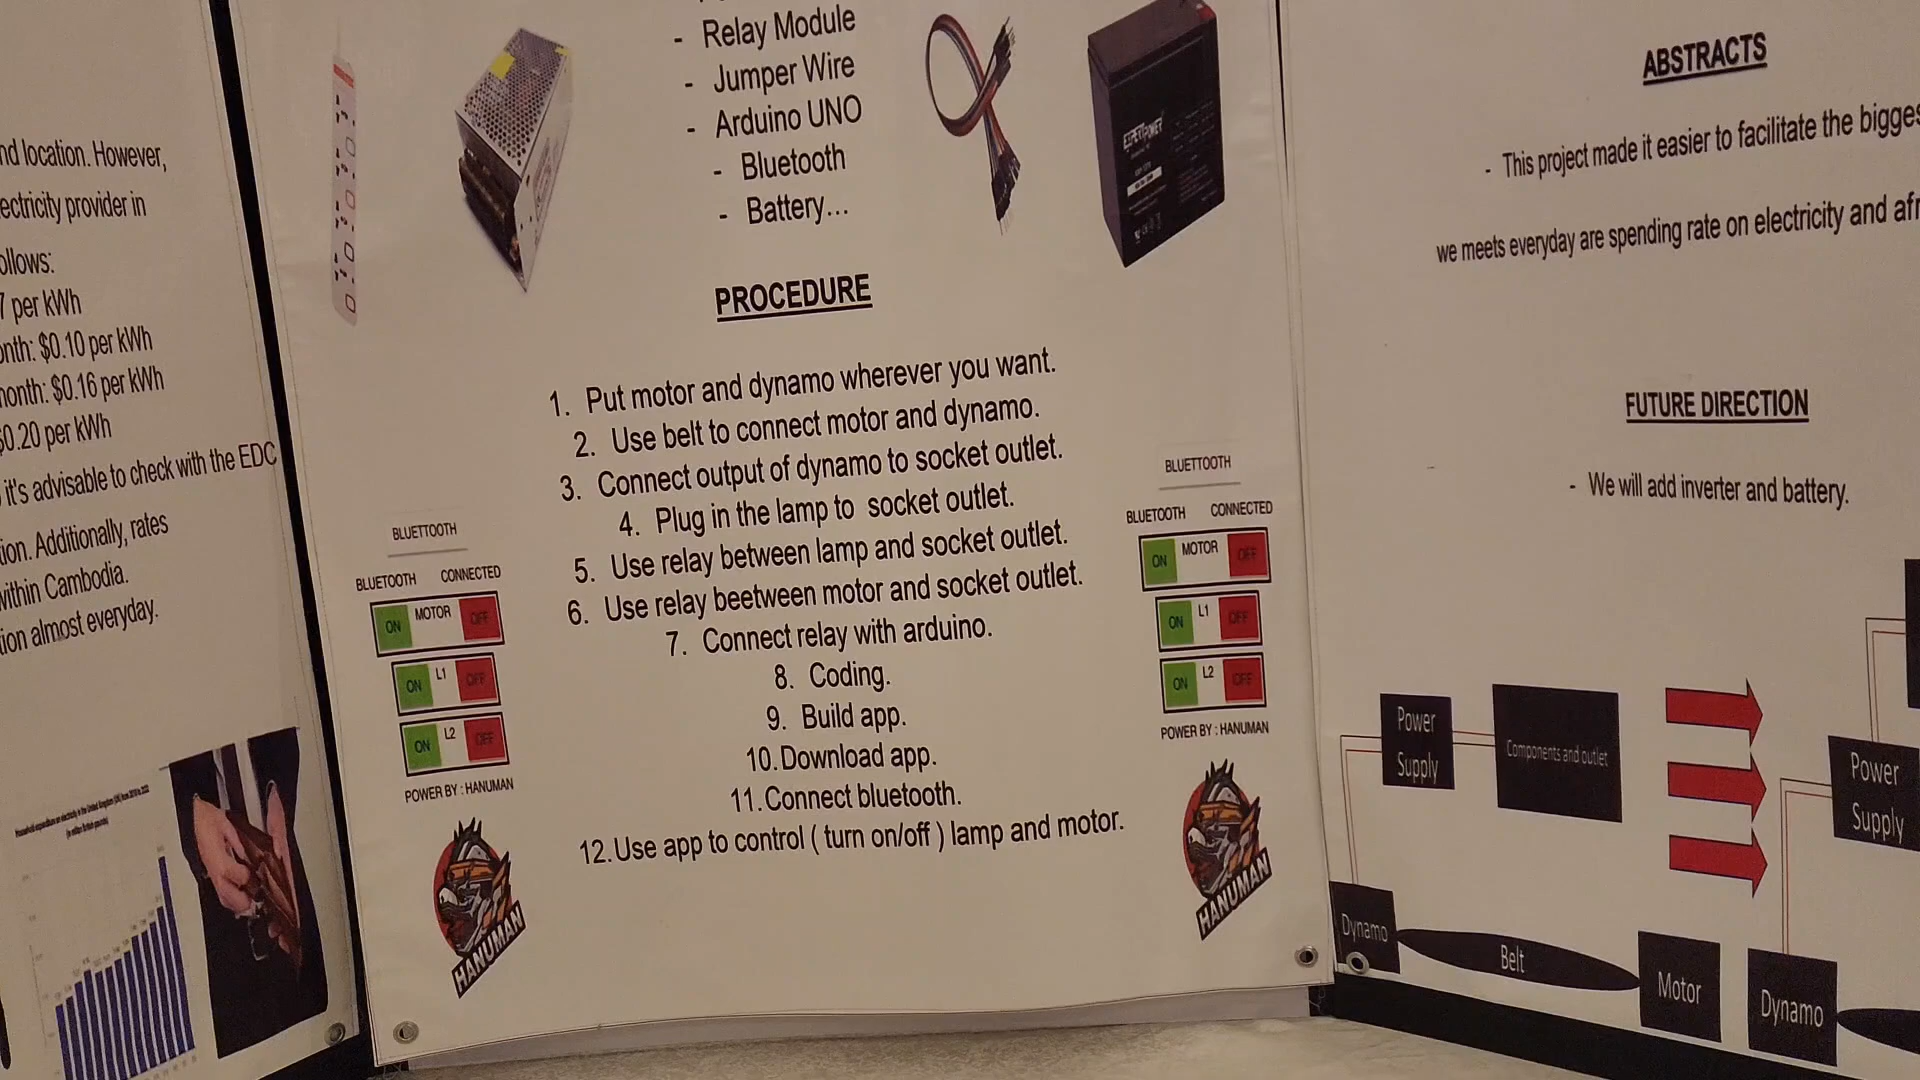 nd location. However,
ectricity provider in
ollows:
7 per kWh
onth: $0.10 per kWh
month: $0.16 per kWh
$0.20 per kWh
it's advisable to check with the EDC
tion. Additionally, rates
within Cambodia.
tion almost everyday.
- Relay Module
- Jumper Wire
- Arduino UNO
- Bluetooth
- Battery...
EXPERTPOWER
PROCEDURE
1. Put motor and dynamo wherever you want.
2. Use belt to connect motor and dynamo.
3. Connect output of dynamo to socket outlet.
4. Plug in the lamp to socket outlet.
5. Use relay between lamp and socket outlet.
6. Use relay beetween motor and socket outlet.
7. Connect relay with arduino.
8. Coding.
9. Build app.
10. Download app.
11. Connect bluetooth.
12. Use app to control ( turn on/off ) lamp and motor.
BLUETTOOTH
BLUETOOTH CONNECTED
ON MOTOR OFF
ON L1 OFF
ON L2 OFF
POWER BY : HANUMAN
HANUMAN
BLUETTOOTH
BLUETOOTH CONNECTED
ON MOTOR OFF
ON L1 OFF
ON L2 OFF
POWER BY : HANUMAN
HANUMAN
ABSTRACTS
- This project made it easier to facilitate the bigges
we meets everyday are spending rate on electricity and afr
FUTURE DIRECTION
- We will add inverter and battery.
Power
Supply
Components and outlet
Power
Supply
Dynamo
Belt
Motor
Dynamo